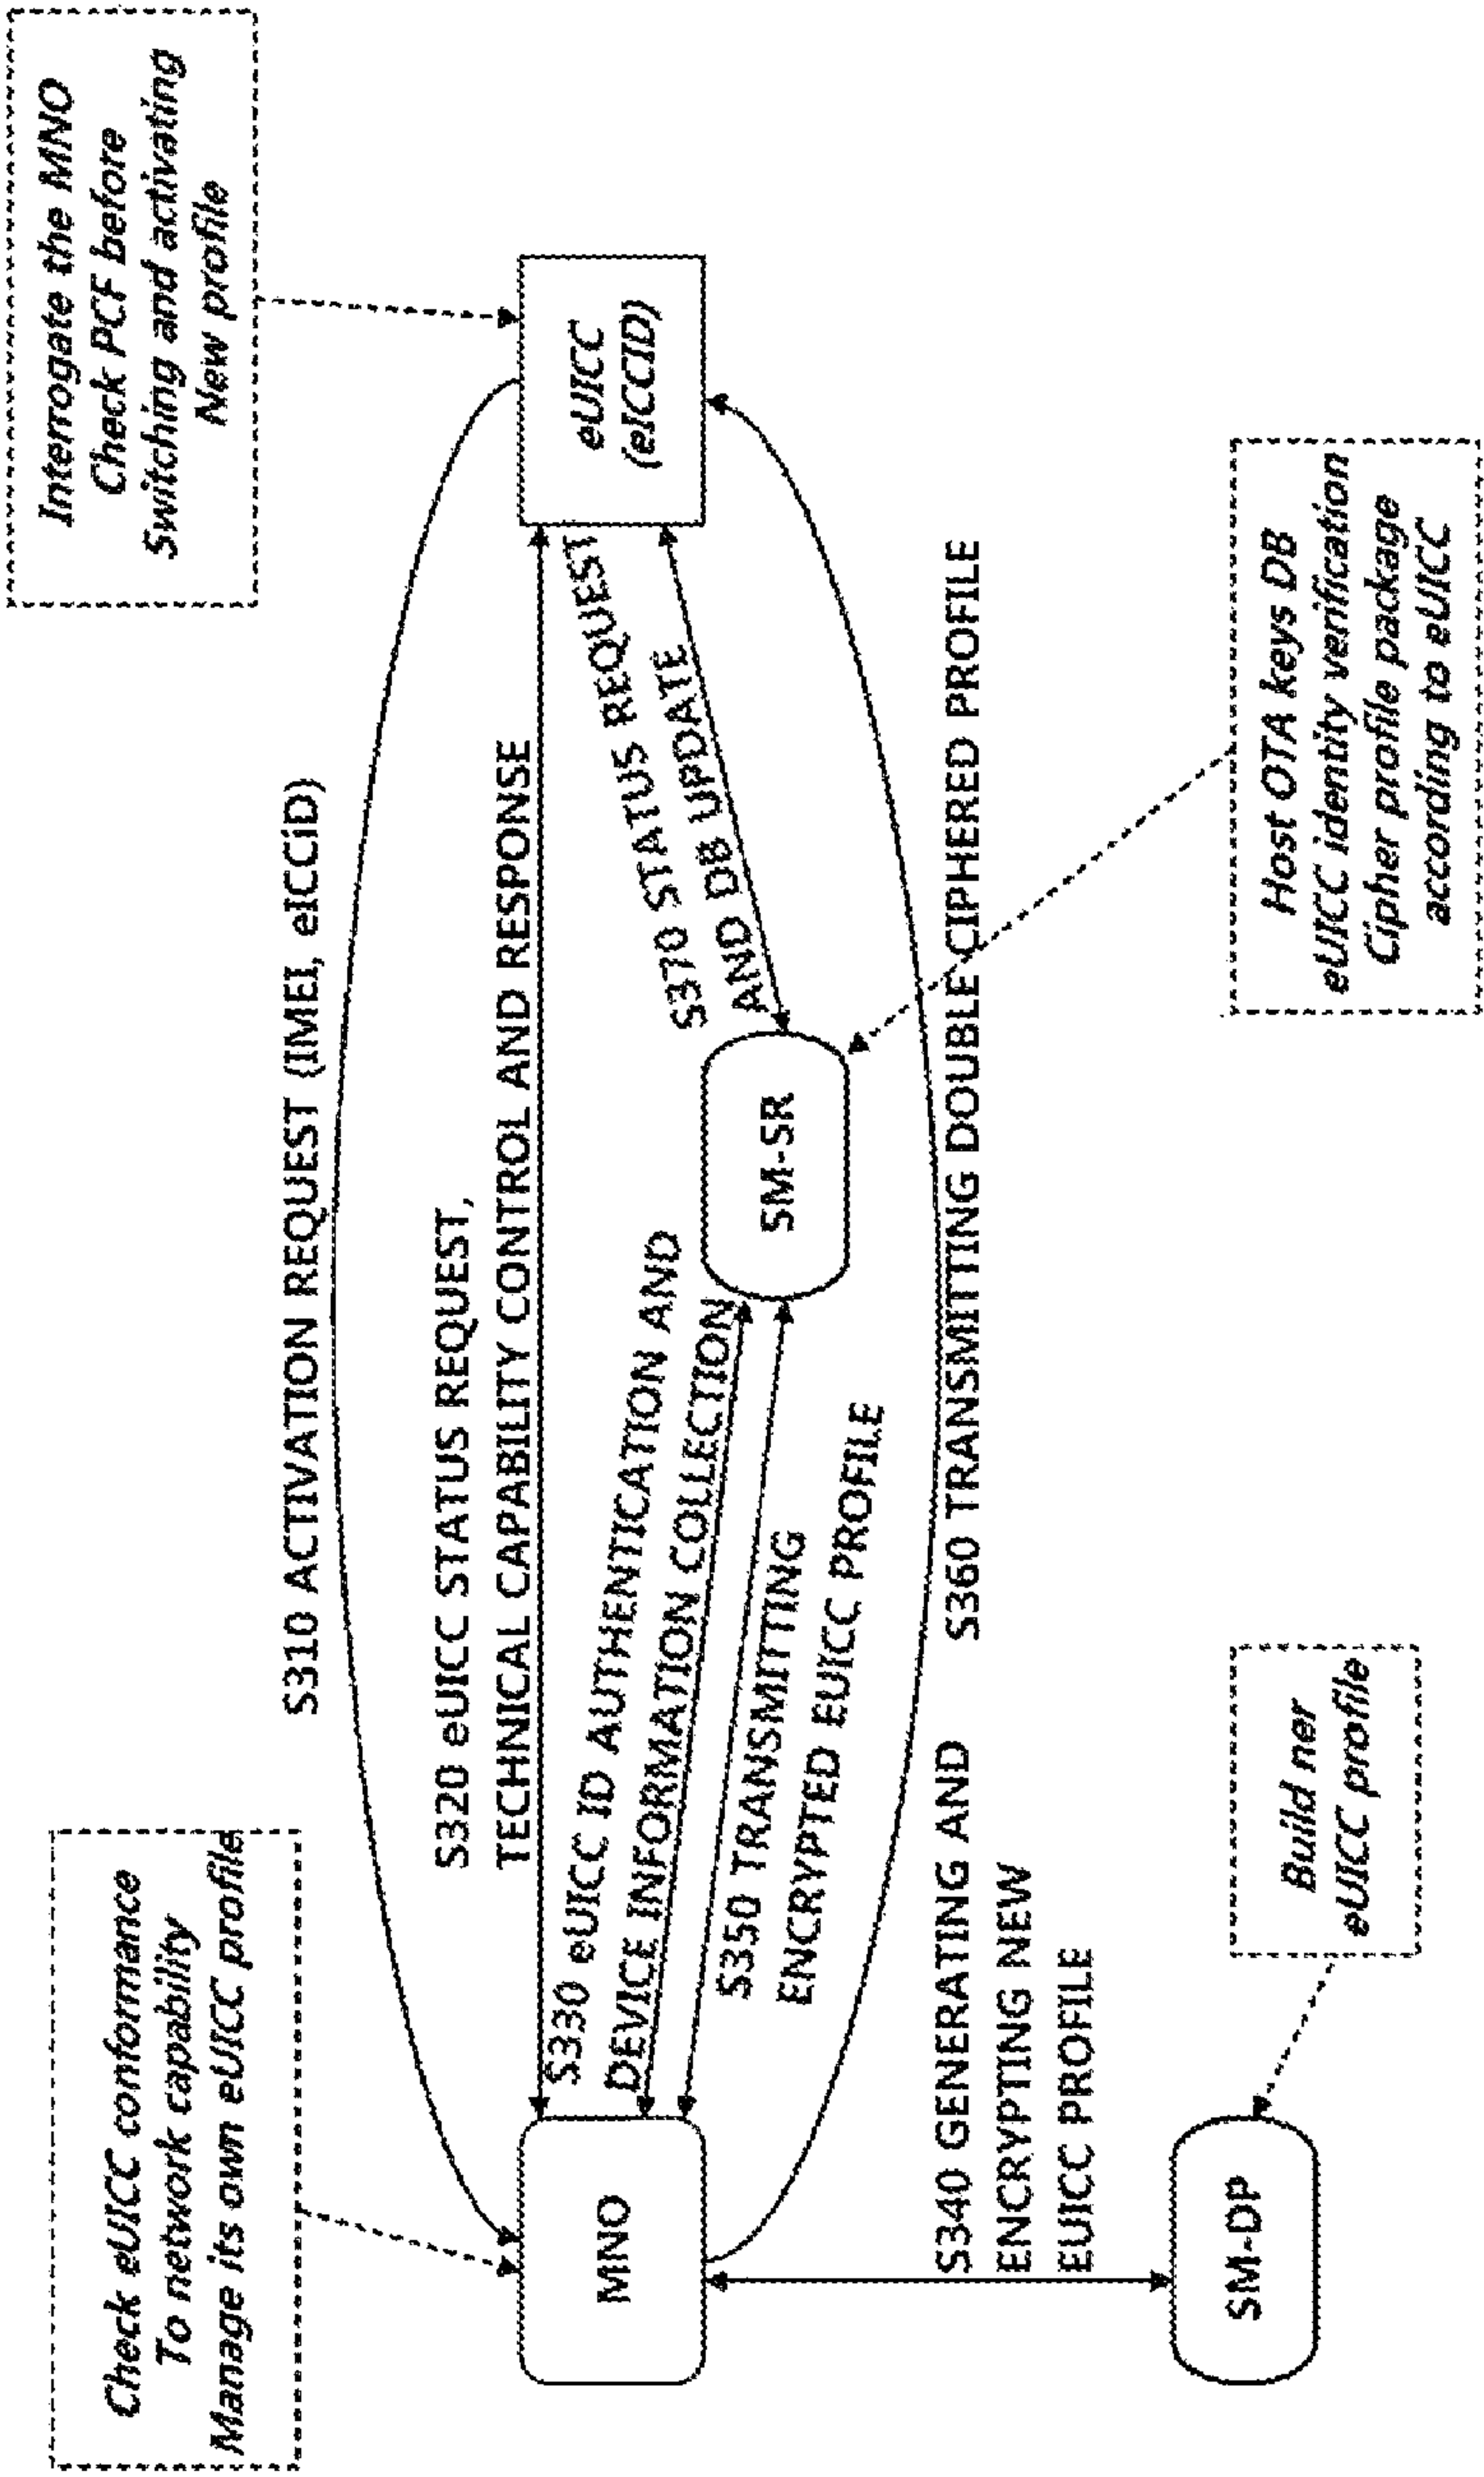 Check eUICC conformance
To network capability
Manage its own eUICC profile
Interrogate the MNO
Check PCF before
Switching and activating
New profile
S310 ACTIVATION REQUEST (IMEI, eICCiD)
S320 eUICC STATUS REQUEST,
TECHNICAL CAPABILITY CONTROL AND RESPONSE
MNO
eUICC
(eICCID)
S330 eUICC ID AUTHENTICATION AND
DEVICE INFORMATION COLLECTION
S370 STATUS REQUEST
AND DB UPDATE
SM-SR
S350 TRANSMITTING
ENCRYPTED EUICC PROFILE
S340 GENERATING AND
ENCRYPTING NEW
EUICC PROFILE
S360 TRANSMITTING DOUBLE CIPHERED PROFILE
SM-DP
Build ner
eUICC profile
Host OTA keys DB
eUICC identity verification
Cipher profile package
according to eUICC